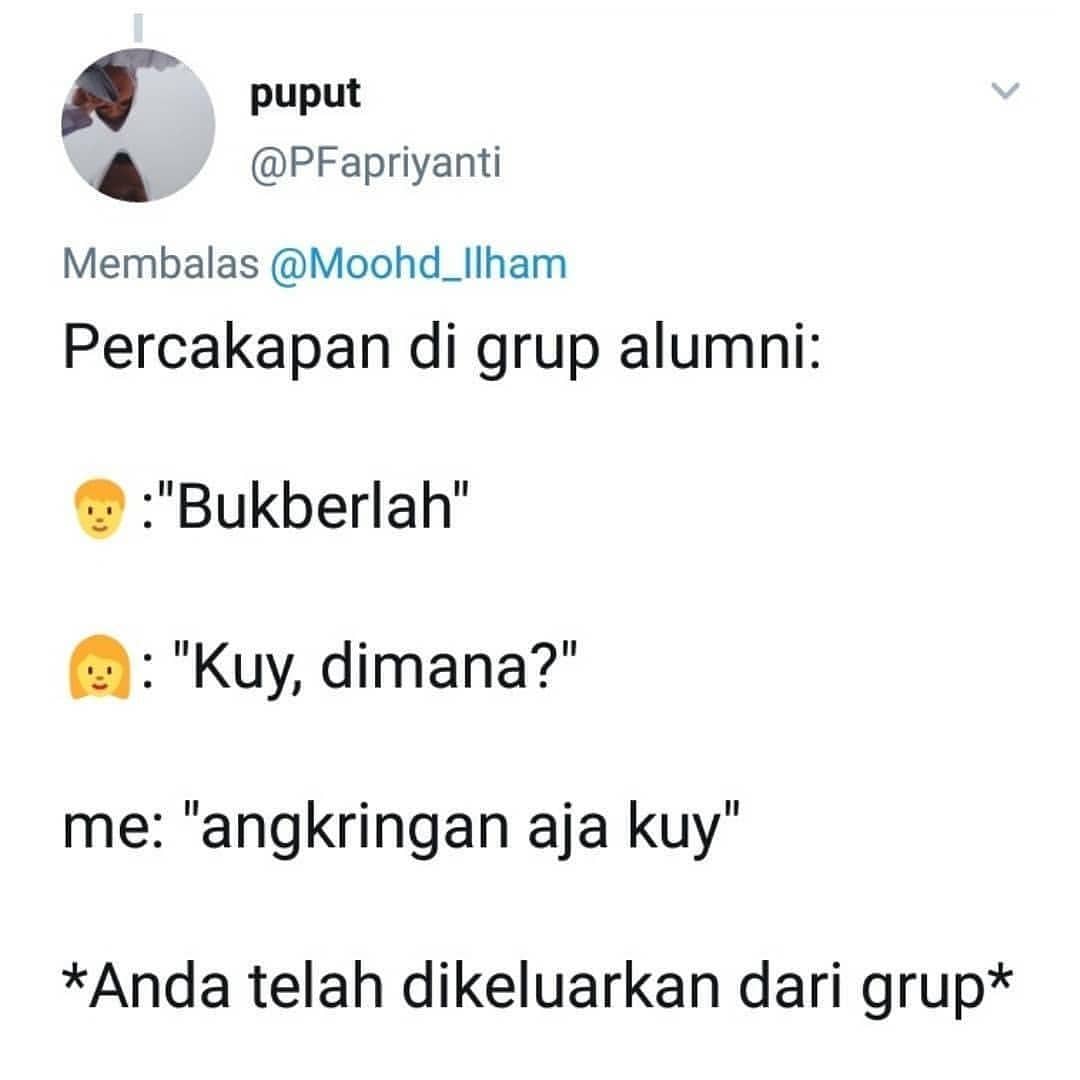 puput
@PFapriyanti
Membalas @Moohd_Ilham
Percakapan di grup alumni:
👨:"Bukberlah"
👩: "Kuy, dimana?"
me: "angkringan aja kuy"
*Anda telah dikeluarkan dari grup*